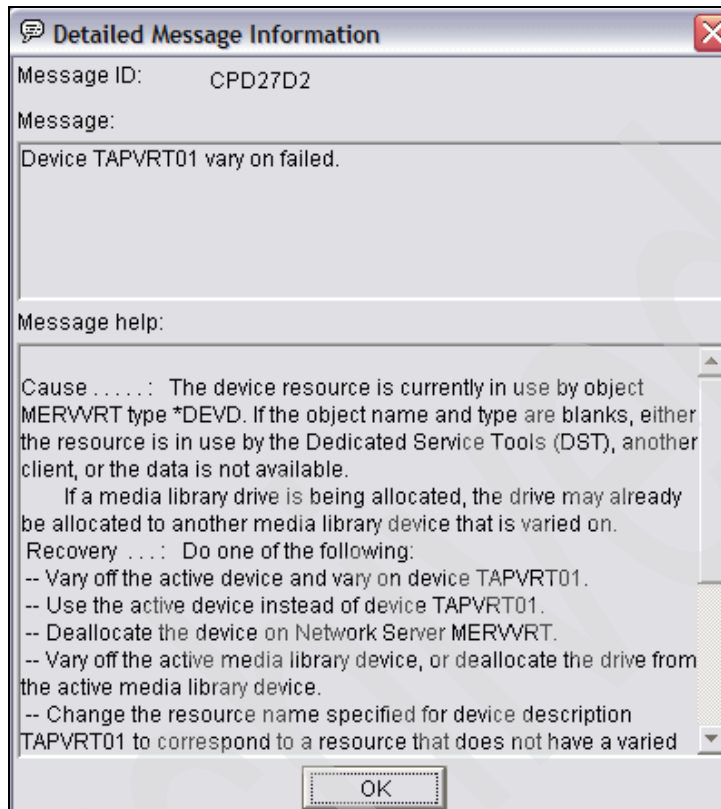 Detailed Message Information
Message ID: CPD27D2
Message:
Device TAPVRT01 vary on failed.
Message help:
Cause . . . . . : The device resource is currently in use by object
MERVVRT type *DEVD. If the object name and type are blanks, either
the resource is in use by the Dedicated Service Tools (DST), another
client, or the data is not available.
If a media library drive is being allocated, the drive may already
be allocated to another media library device that is varied on.
Recovery . . . : Do one of the following:
-- Vary off the active device and vary on device TAPVRT01.
-- Use the active device instead of device TAPVRT01.
-- Deallocate the device on Network Server MERVVRT.
-- Vary off the active media library device, or deallocate the drive from
the active media library device.
-- Change the resource name specified for device description
TAPVRT01 to correspond to a resource that does not have a varied
OK